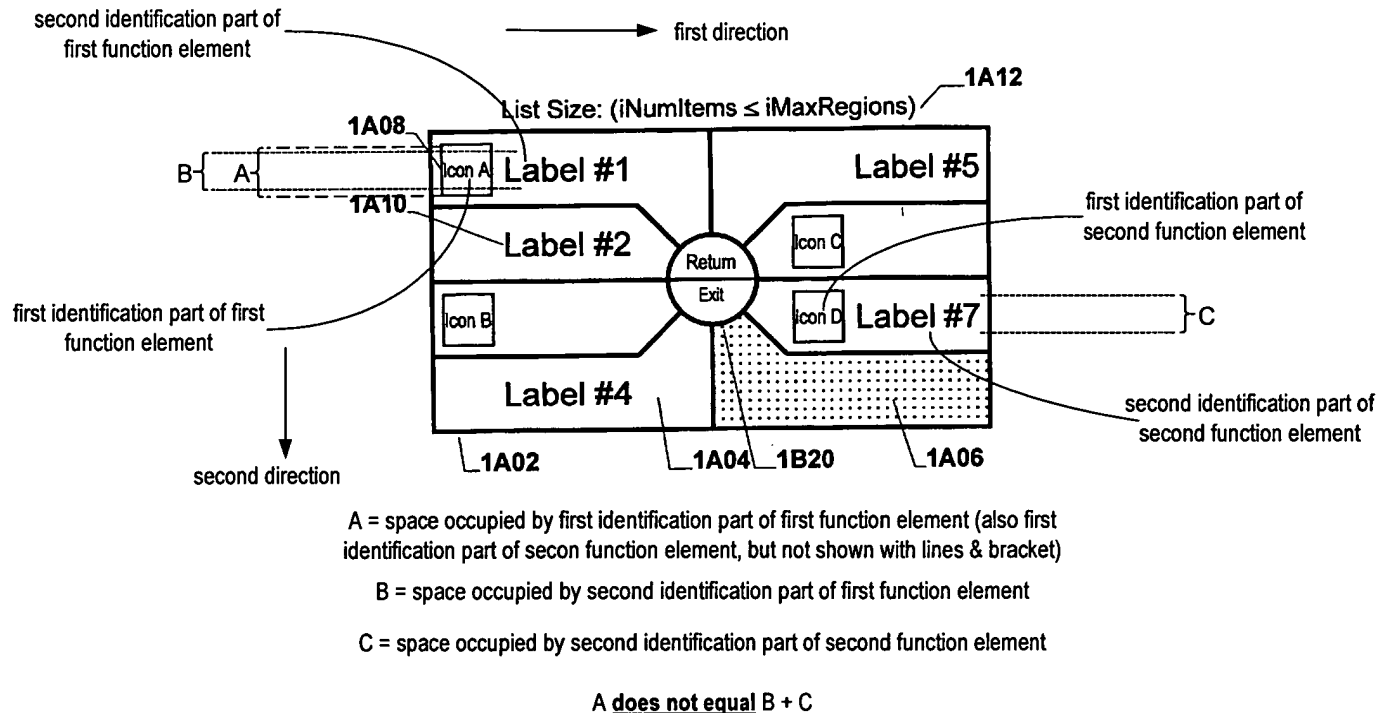 second identification part of
first function element
first direction
1A12
List Size: (iNumItems ≤ iMaxRegions)
1A08
B
A
Icon A
Label #1
Label #5
1A10
Label #2
Icon C
first identification part of
second function element
Return
Exit
first identification part of first
function element
Icon B
icon D
Label #7
C
Label #4
second identification part of
second function element
second direction
1A02
1A04
1B20
1A06
A = space occupied by first identification part of first function element (also first
identification part of secon function element, but not shown with lines & bracket)
B = space occupied by second identification part of first function element
C = space occupied by second identification part of second function element
A does not equal B + C